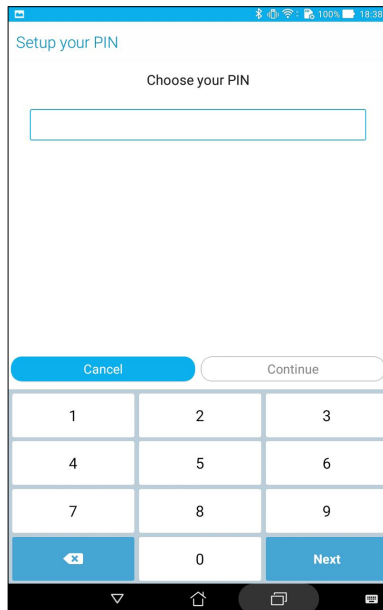 100% 18:38
Setup your PIN
Choose your PIN
Cancel Continue
1 2 3
4 5 6
7 8 9
0 Next